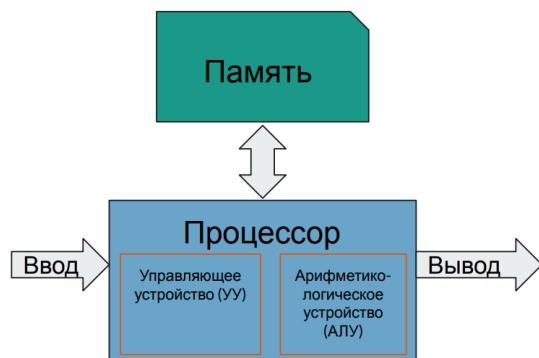 Память
Процессор
Ввод
Управляющее
устройство (УУ)
Арифметико-
логическое
устройство
(АЛУ)
Вывод